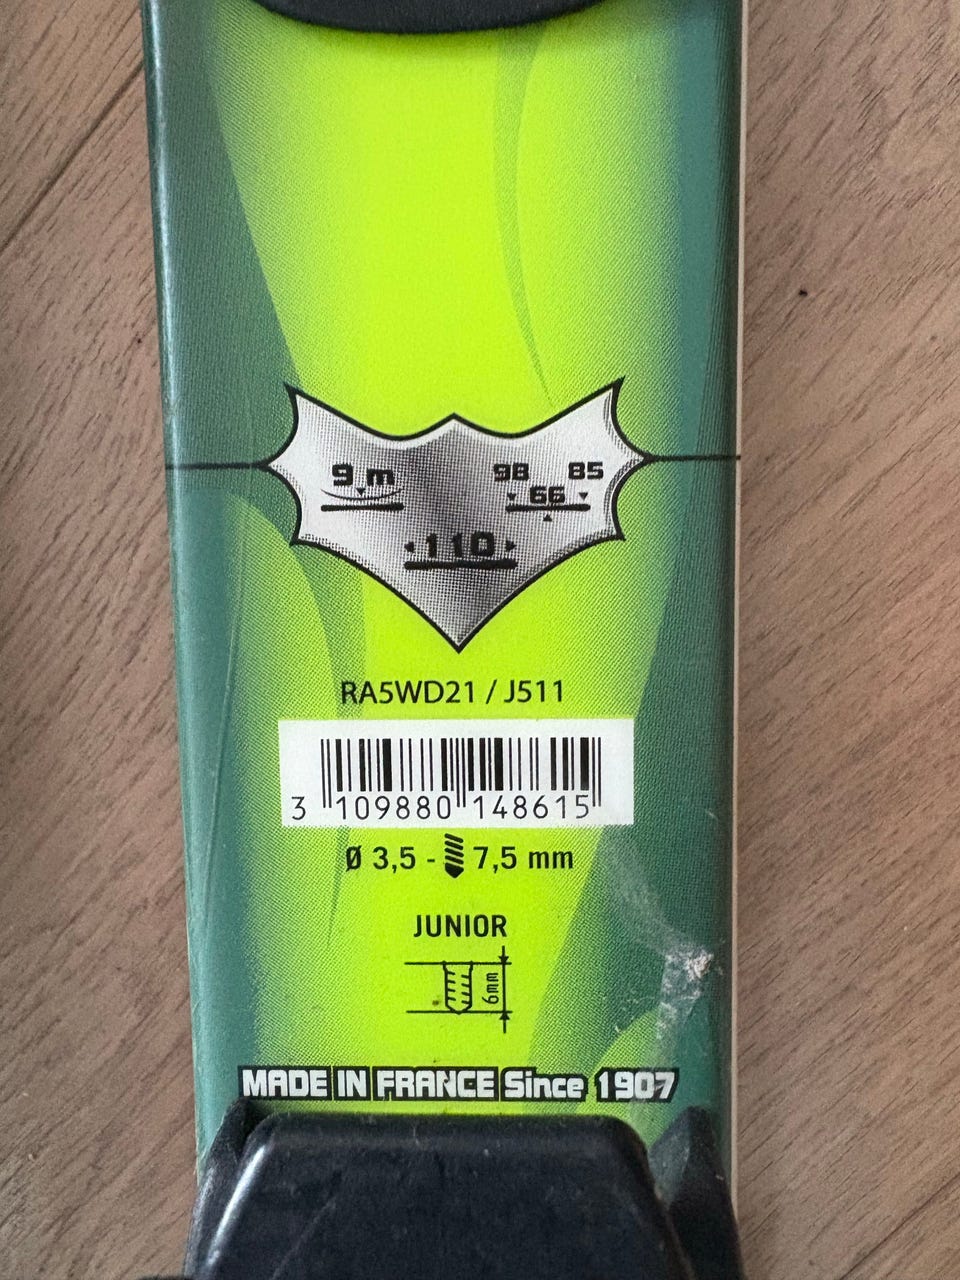 9 m
98 85
66
110
RA5WD21 / J511
3 109880 148615
Ø 3,5 - 7,5 mm
JUNIOR
6mm
MADE IN FRANCE Since 1907